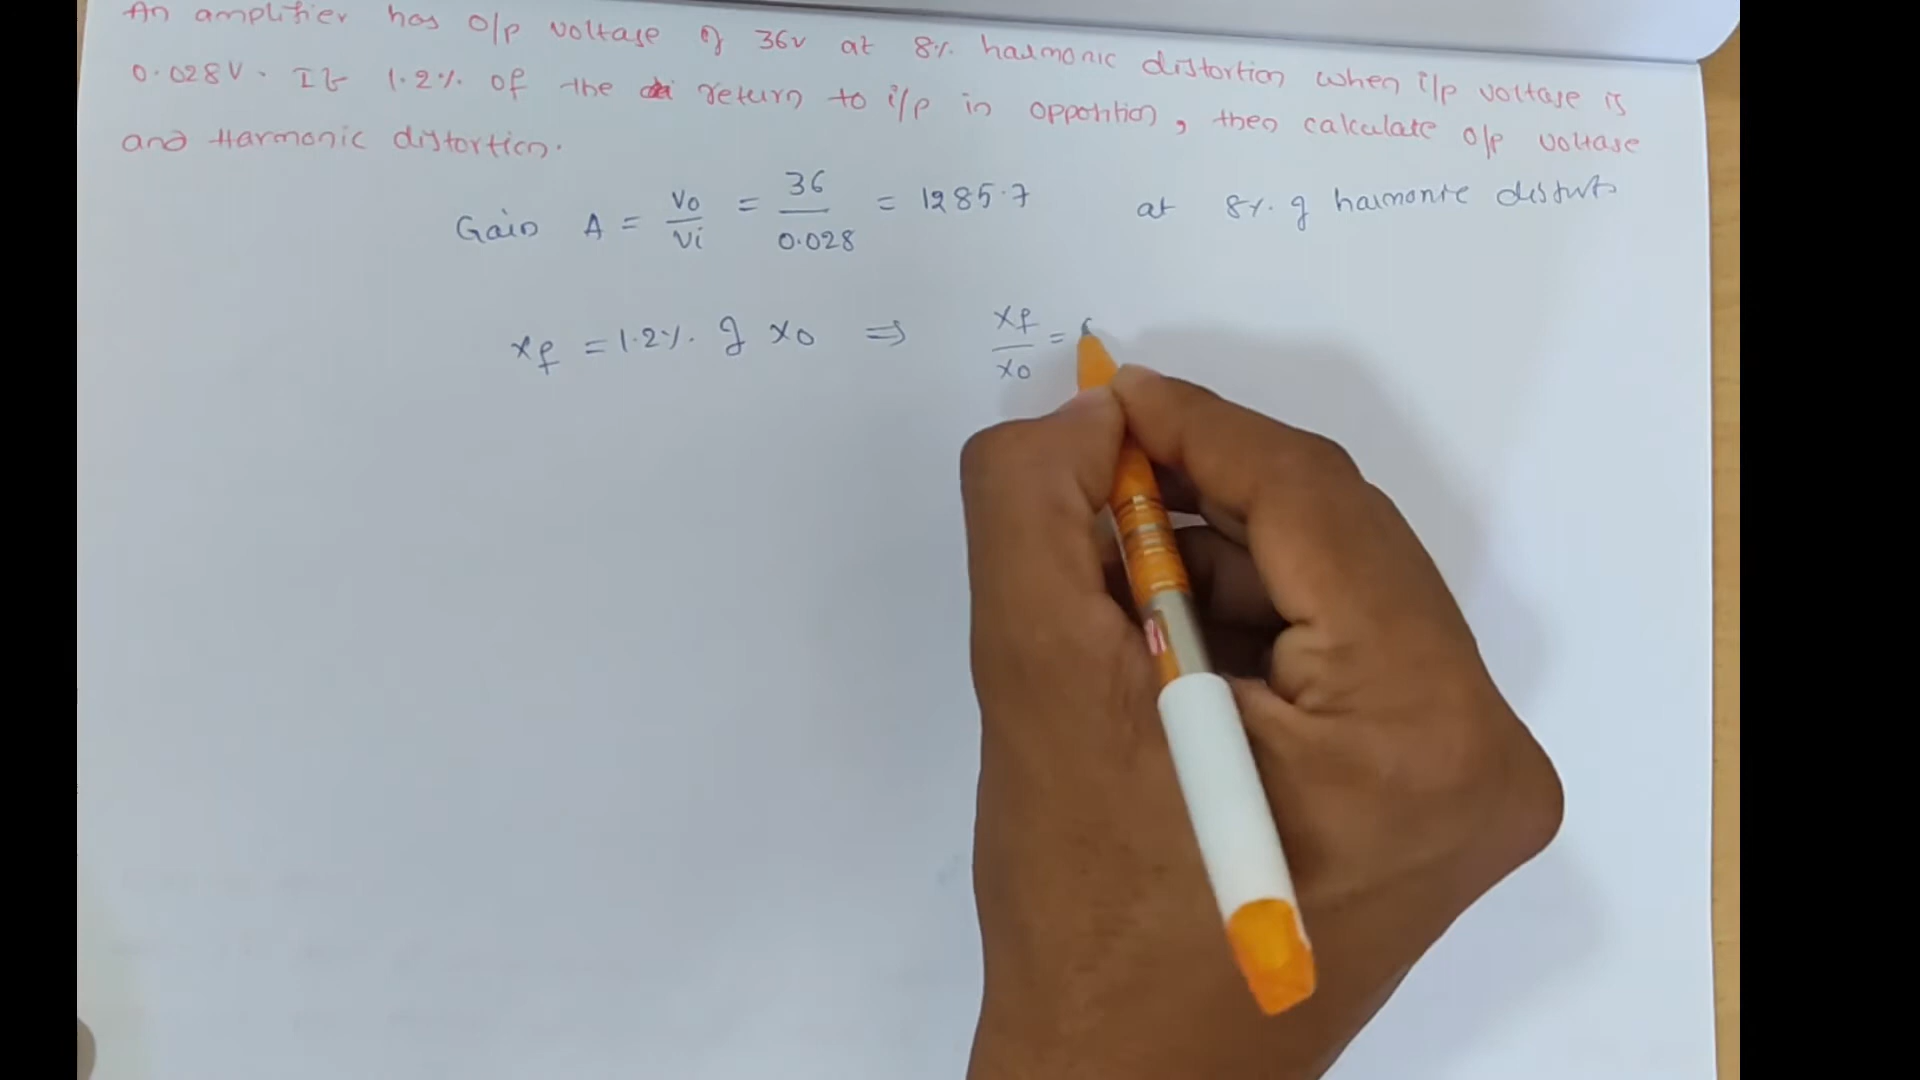 An amplifier has o/p voltage of 36v at 8% harmonic distortion when i/p voltage is
0.028V. If 1.2% of the return to i/p in opposition, then calculate o/p voltage
and Harmonic distortion.
Gain A = Vo/Vi = 36/0.028 = 1285.7 at 8% of harmonic
xf = 1.2% of xo ⇒ xf/xo =